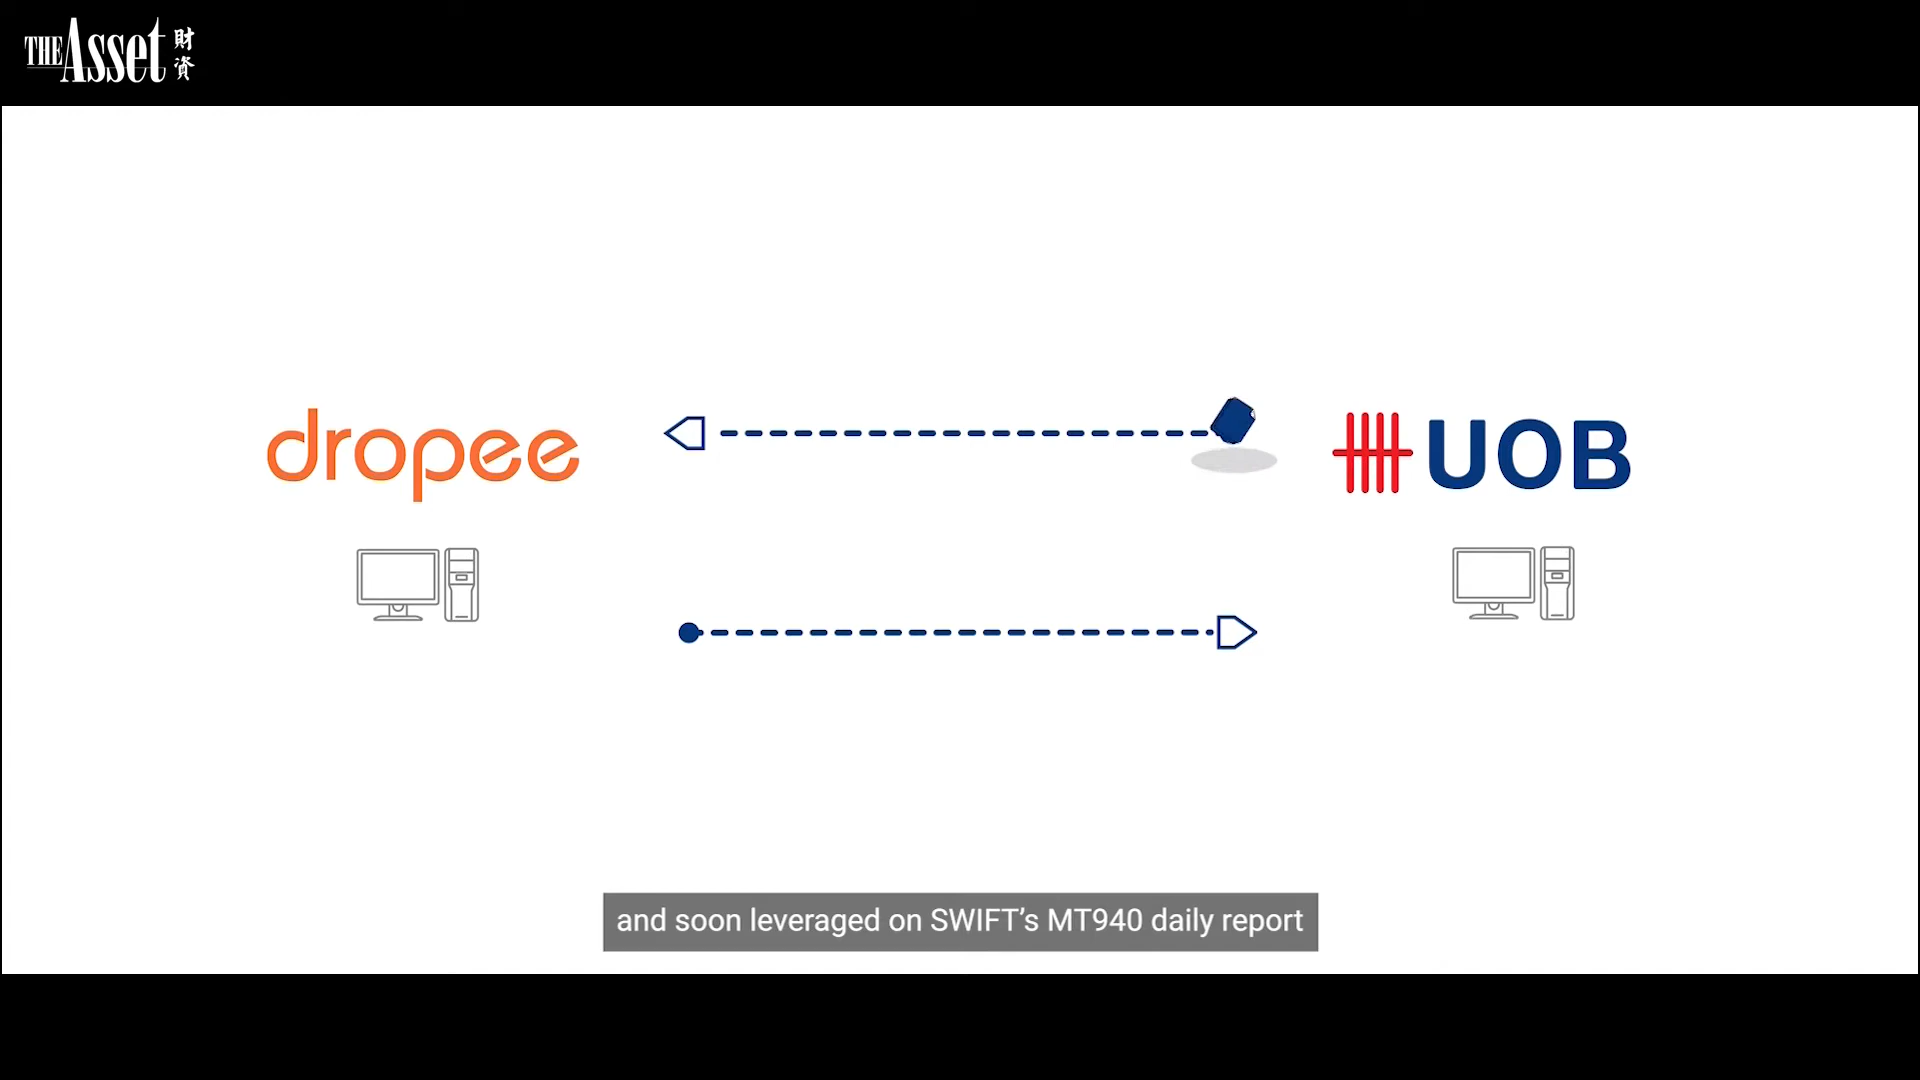 THE Asset 財資
dropee
UOB
and soon leveraged on SWIFT's MT940 daily report